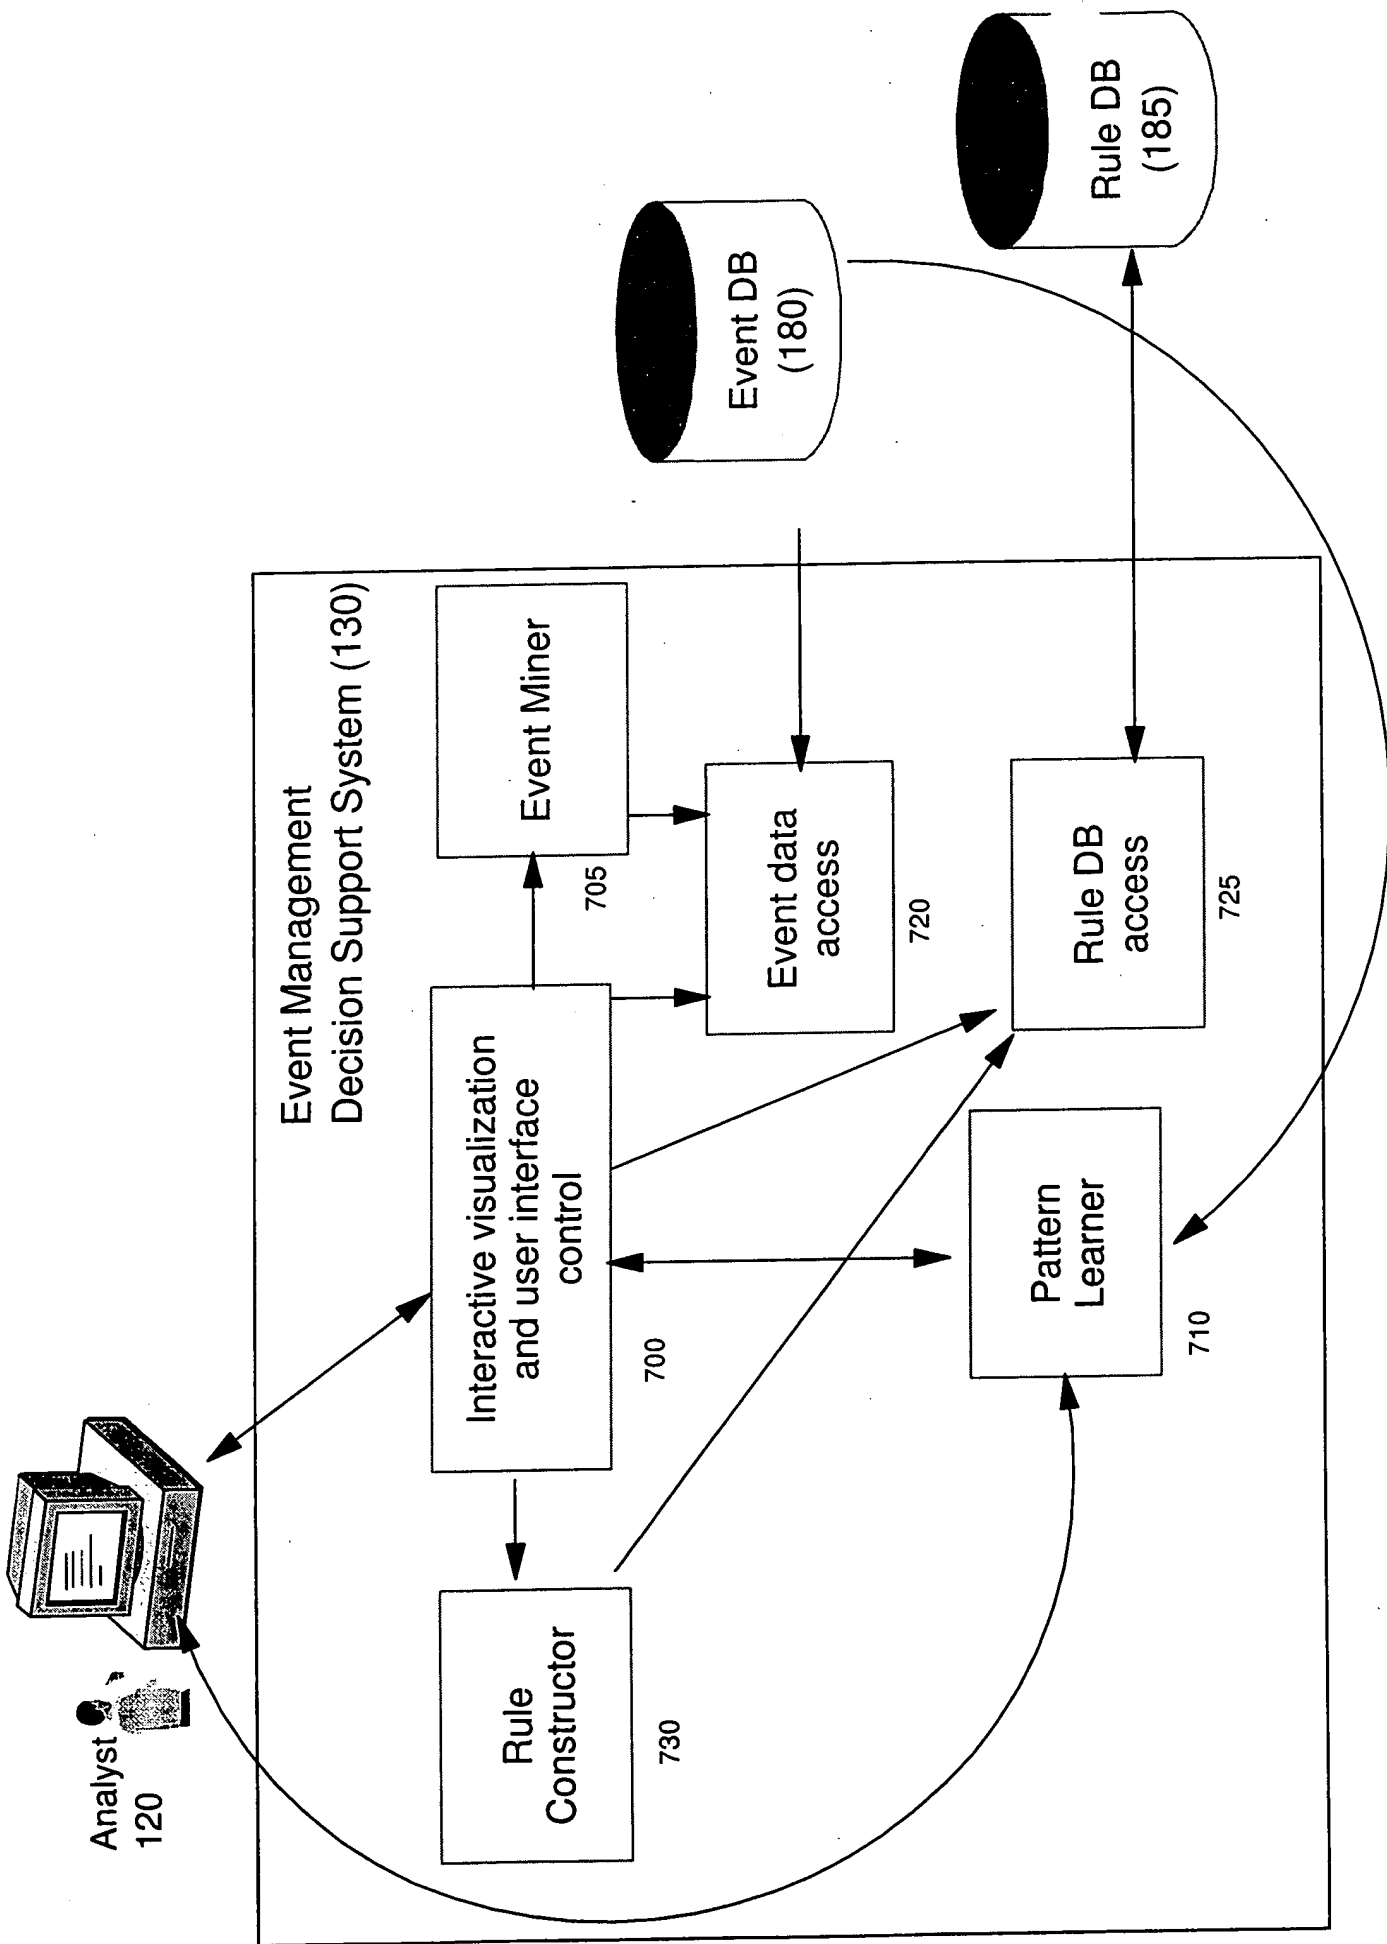 Analyst
120
Event Management
Decision Support System (130)
Rule
Constructor
730
Interactive visualization
and user interface
control
700
Event Miner
705
Event data
access
720
Pattern
Learner
710
Rule DB
access
725
Event DB
(180)
Rule DB
(185)